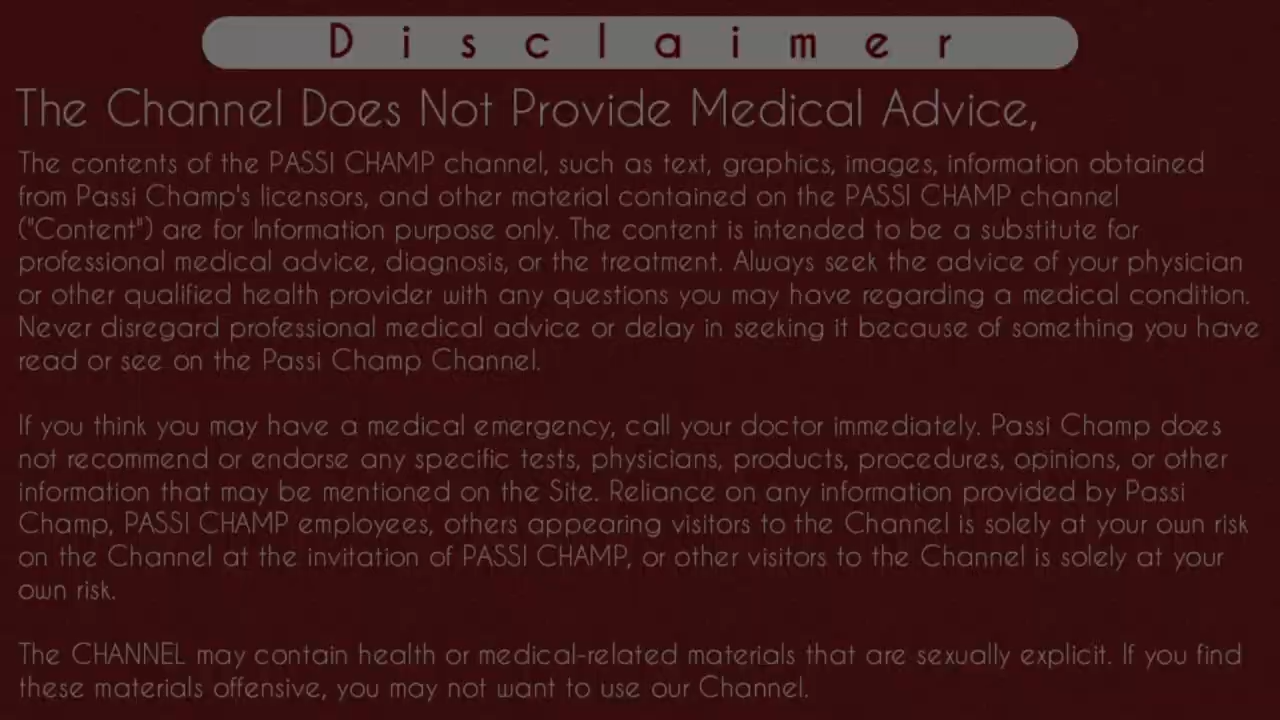 Disclaimer
The Channel Does Not Provide Medical Advice,
The contents of the PASSI CHAMP channel, such as text, graphics, images, information obtained
from Passi Champ's licensors, and other material contained on the PASSI CHAMP channel
("Content") are for Information purpose only. The content is intended to be a substitute for
professional medical advice, diagnosis, or the treatment. Always seek the advice of your physician
or other qualified health provider with any questions you may have regarding a medical condition.
Never disregard professional medical advice or delay in seeking it because of something you have
read or see on the Passi Champ Channel.
If you think you may have a medical emergency, call your doctor immediately. Passi Champ does
not recommend or endorse any specific tests, physicians, products, procedures, opinions, or other
information that may be mentioned on the Site. Reliance on any information provided by Passi
Champ, PASSI CHAMP employees, others appearing visitors to the Channel is solely at your own risk
on the Channel at the invitation of PASSI CHAMP, or other visitors to the Channel is solely at your
own risk.
The CHANNEL may contain health or medical-related materials that are sexually explicit. If you find
these materials offensive, you may not want to use our Channel.